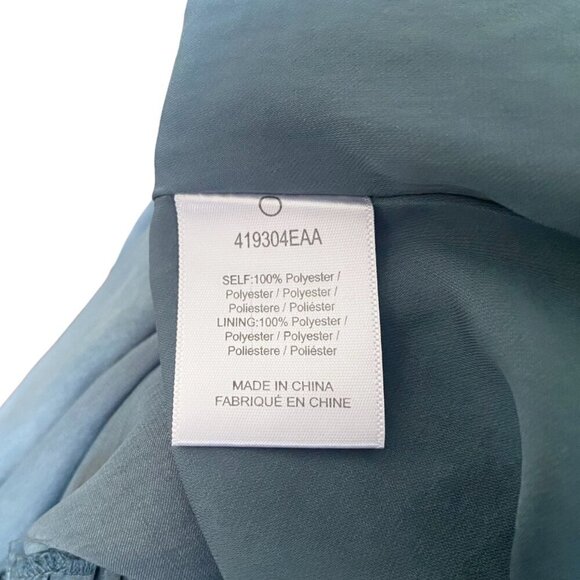 419304EAA
SELF:100% Polyester /
Polyester / Polyester /
Poliestere / Poliéster
LINING:100% Polyester /
Polyester / Polyester /
Poliéstere / Poliéster
MADE IN CHINA
FABRIQUÉ EN CHINE